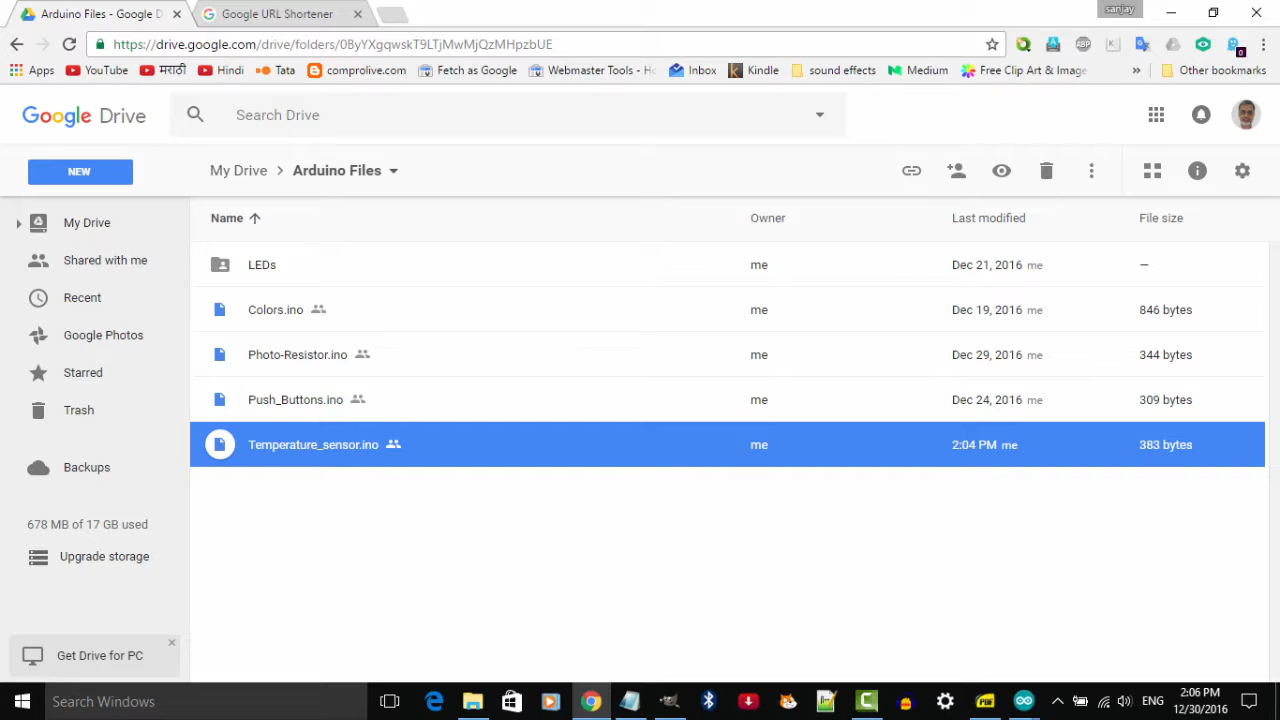 Arduino Files - Google D
Google URL Shortener
sanjay
https://drive.google.com/drive/folders/0ByYXgqwskT9LTjMwMjQzMHpzbUE
ABP
0
Apps
YouTube
मराठी
Hindi
Tata
comprolive.com
Fetch as Google
Webmaster Tools - Ho
Inbox
Kindle
sound effects
Medium
Free Clip Art & Image
Other bookmarks
Google Drive
Search Drive
NEW
My Drive
Arduino Files
My Drive
Shared with me
Recent
Google Photos
Starred
Trash
Backups
678 MB of 17 GB used
Upgrade storage
Get Drive for PC
Name Owner Last modified File size
LEDs me Dec 21, 2016 me —
Colors.ino me Dec 19, 2016 me 846 bytes
Photo-Resistor.ino me Dec 29, 2016 me 344 bytes
Push_Buttons.ino me Dec 24, 2016 me 309 bytes
Temperature_sensor.ino me 2:04 PM me 383 bytes
Search Windows
ENG
2:06 PM
12/30/2016